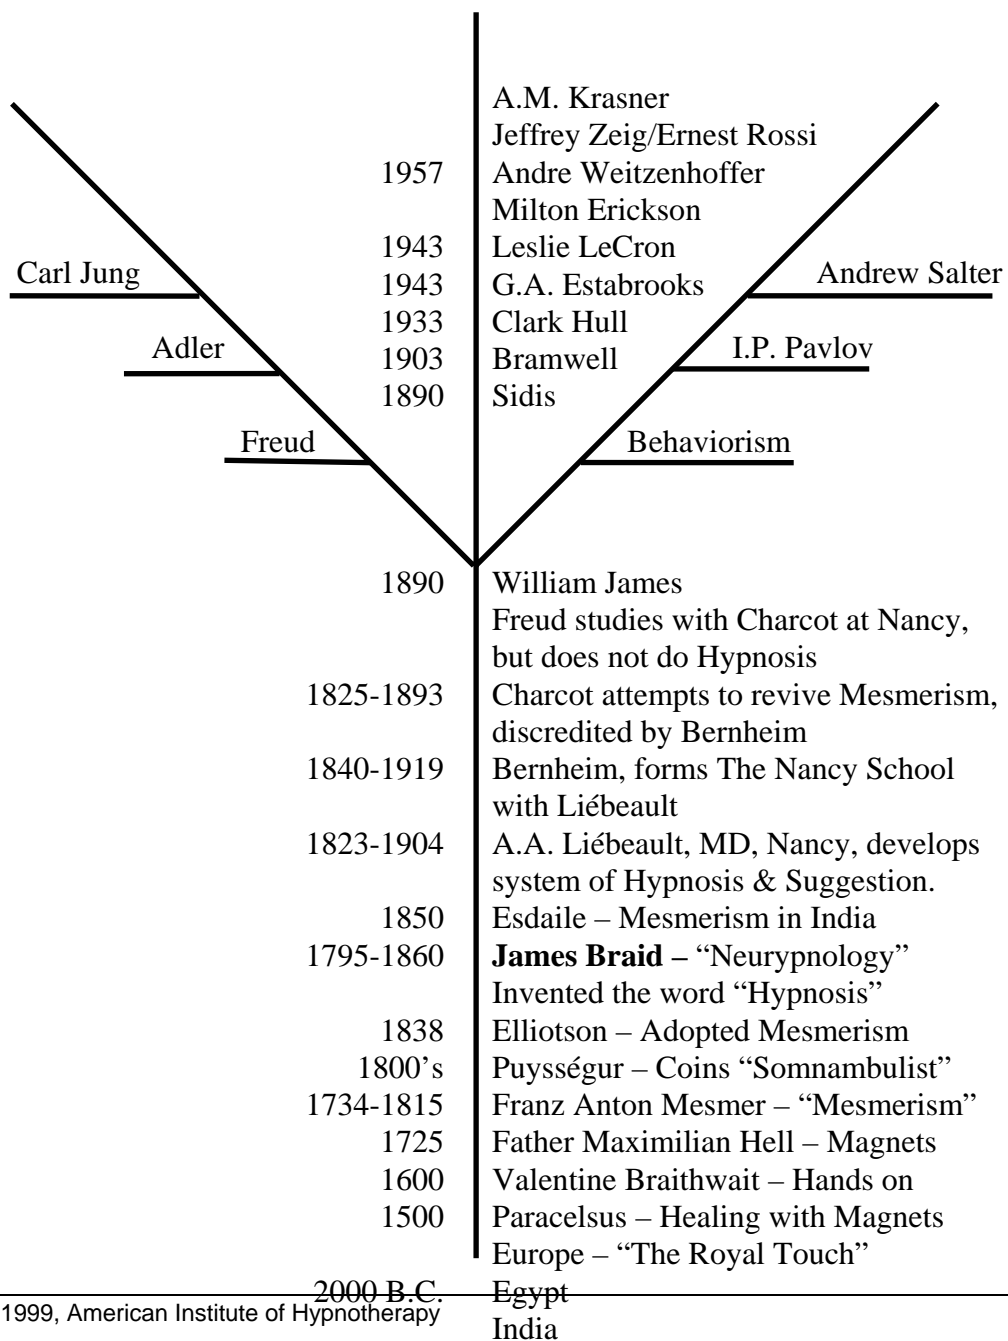 A.M. Krasner
Jeffrey Zeig/Ernest Rossi
1957 Andre Weitzenhoffer
Milton Erickson
1943 Leslie LeCron
Carl Jung
Andrew Salter
1943 G.A. Estabrooks
1933 Clark Hull
Adler
I.P. Pavlov
1903 Bramwell
1890 Sidis
Freud
Behaviorism
1890 William James
Freud studies with Charcot at Nancy,
but does not do Hypnosis
1825-1893 Charcot attempts to revive Mesmerism,
discredited by Bernheim
1840-1919 Bernheim, forms The Nancy School
with Liébeault
1823-1904 A.A. Liébeault, MD, Nancy, develops
system of Hypnosis & Suggestion.
1850 Esdaile – Mesmerism in India
1795-1860 James Braid – “Neurypnology”
Invented the word “Hypnosis”
1838 Elliotson – Adopted Mesmerism
1800’s Puysségur – Coins “Somnambulist”
1734-1815 Franz Anton Mesmer – “Mesmerism”
1725 Father Maximilian Hell – Magnets
1600 Valentine Braithwait – Hands on
1500 Paracelsus – Healing with Magnets
Europe – “The Royal Touch”
2000 B.C. Egypt
1999, American Institute of Hypnotherapy
India